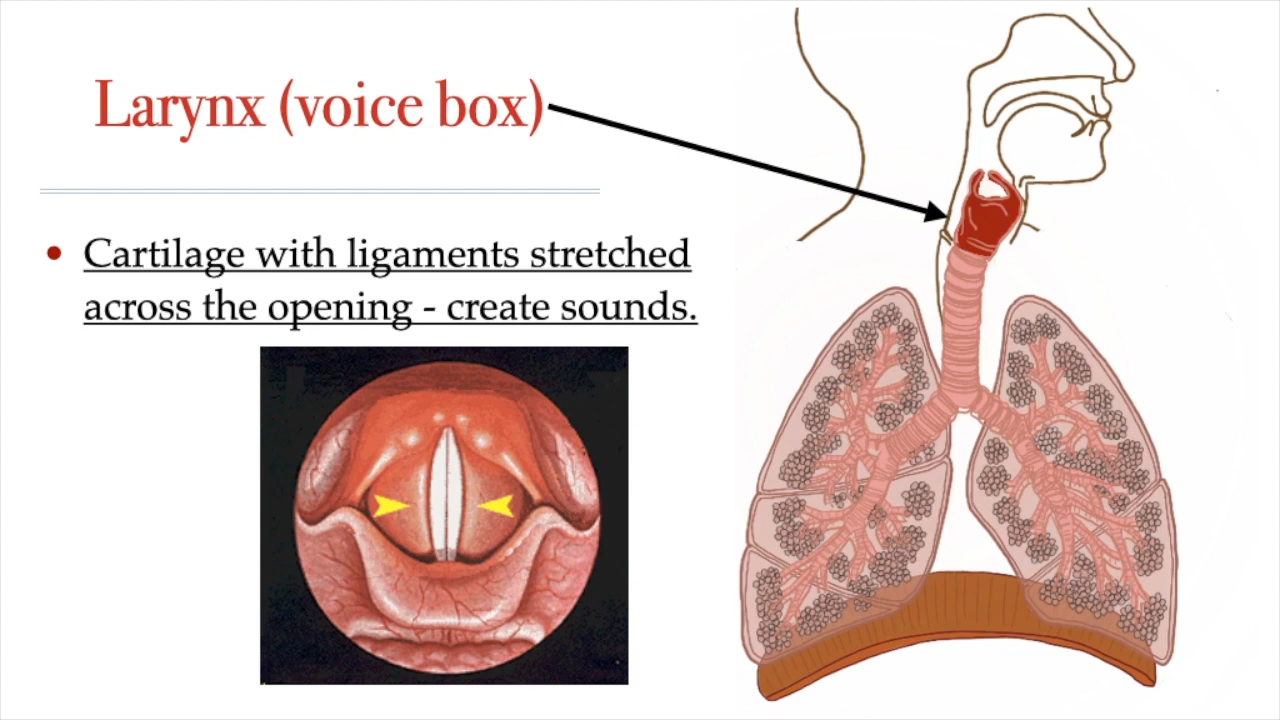 Larynx (voice box)
• Cartilage with ligaments stretched
across the opening - create sounds.